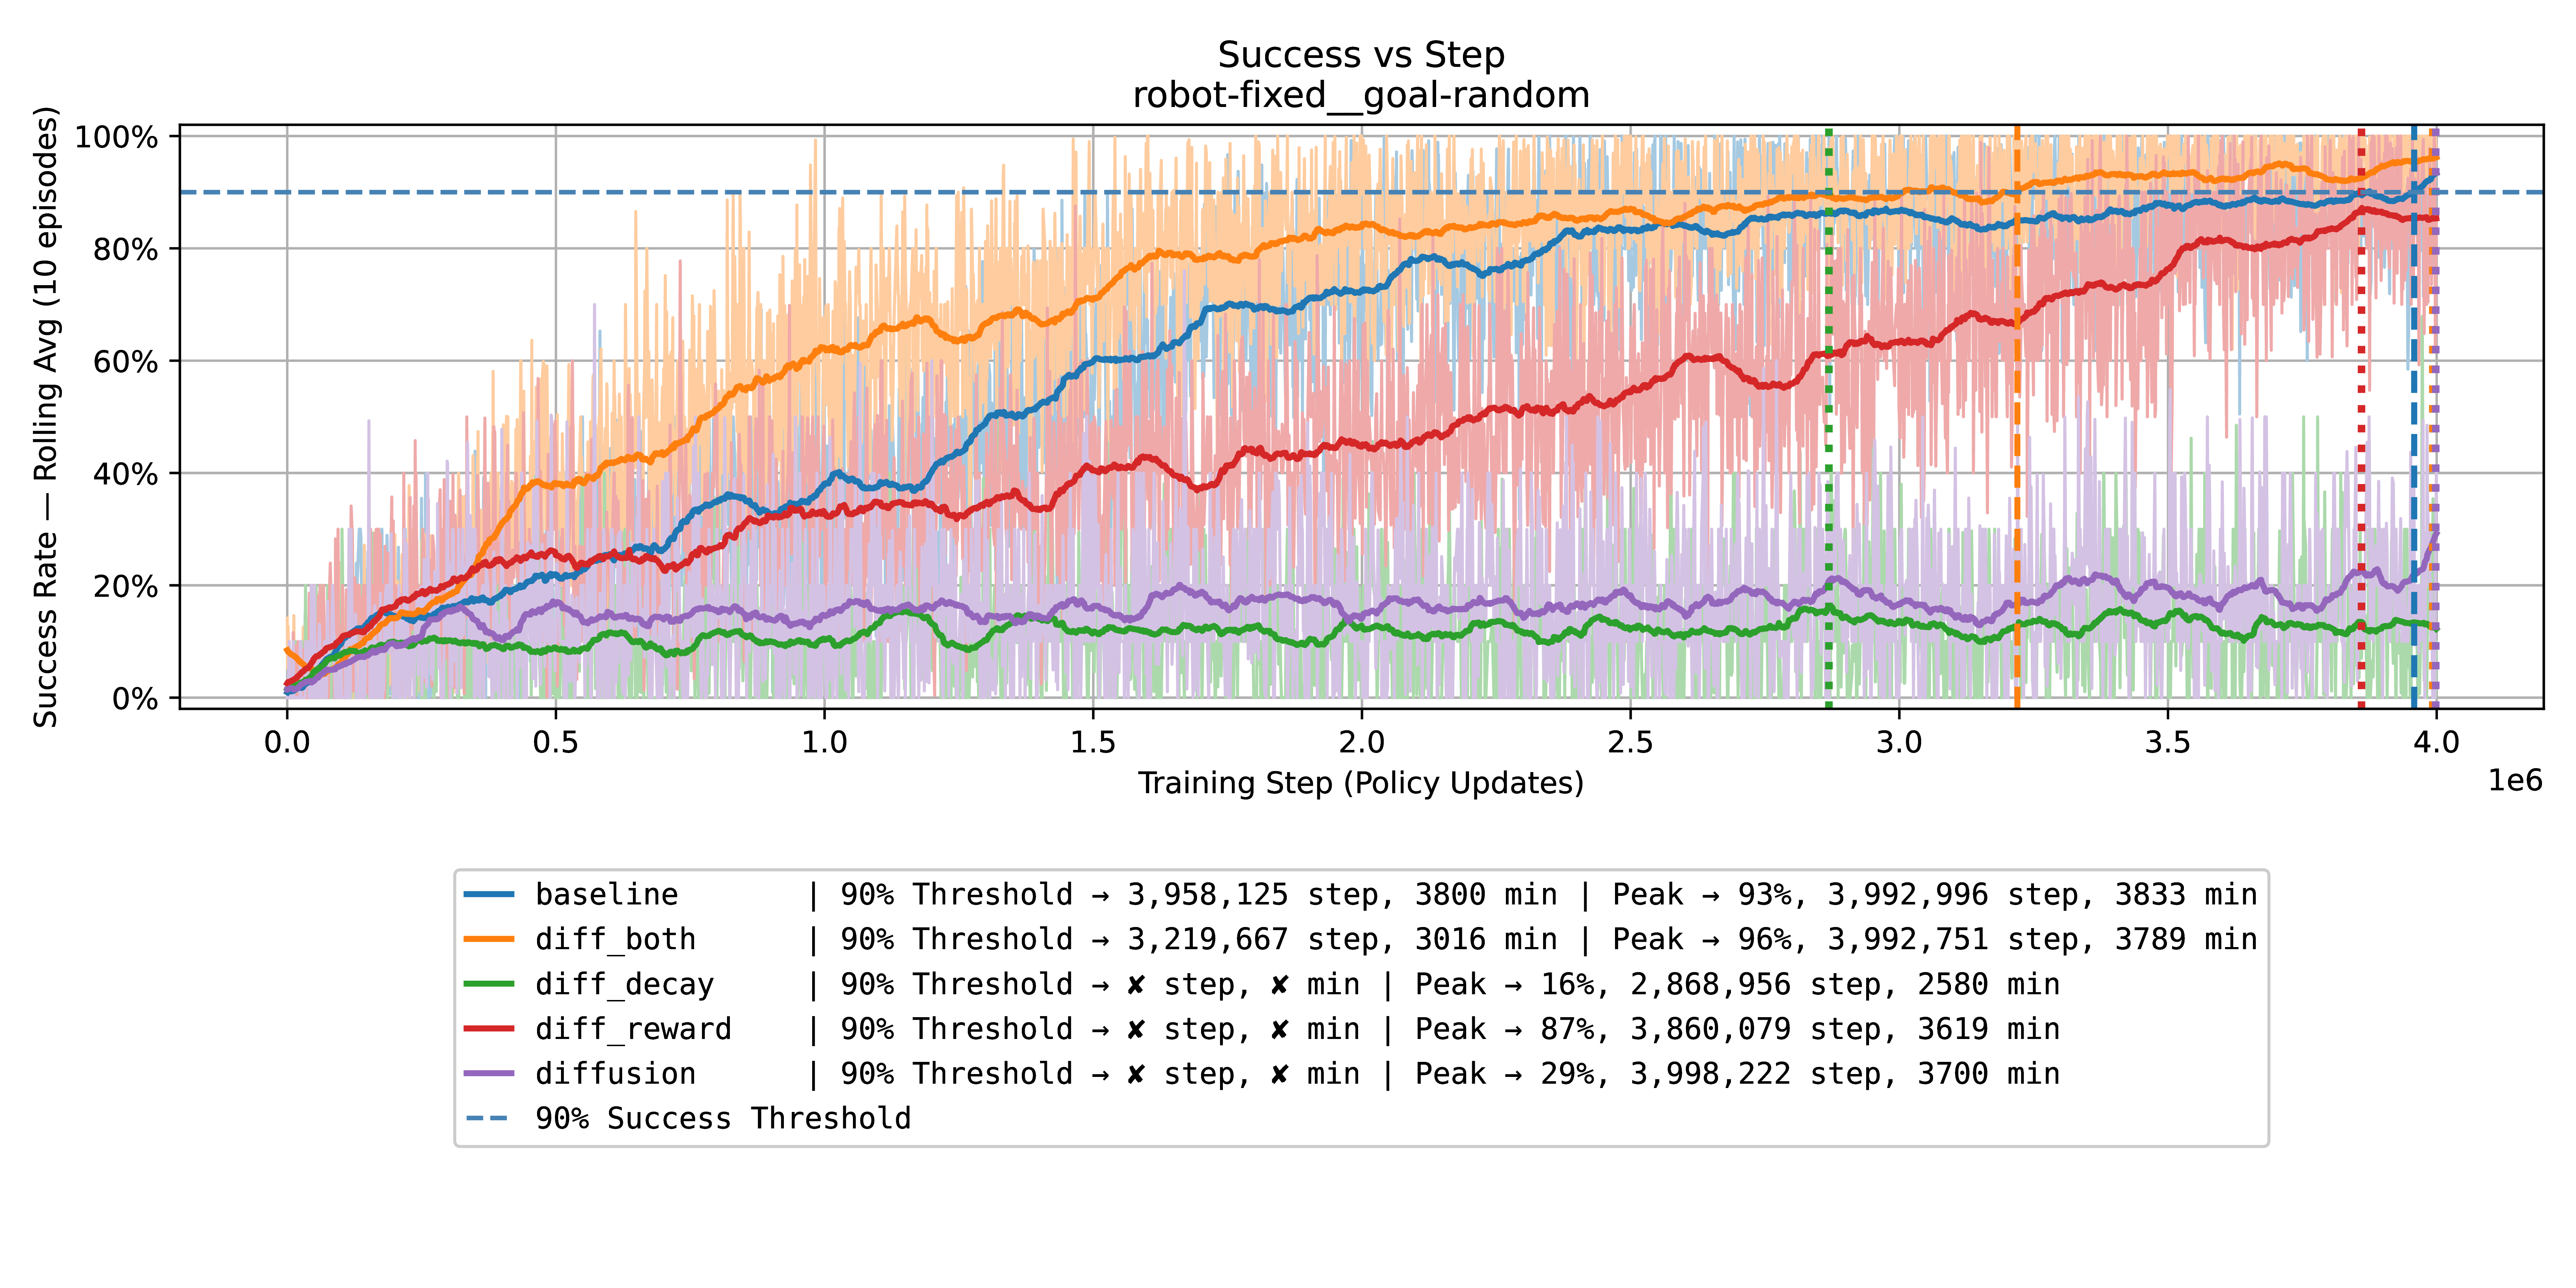 Success vs Step
robot-fixed__goal-random
Success Rate — Rolling Avg (10 episodes)
100%
80%
60%
40%
20%
0%
0.0 0.5 1.0 1.5 2.0 2.5 3.0 3.5 4.0
1e6
Training Step (Policy Updates)
baseline | 90% Threshold → 3,958,125 step, 3800 min | Peak → 93%, 3,992,996 step, 3833 min
diff_both | 90% Threshold → 3,219,667 step, 3016 min | Peak → 96%, 3,992,751 step, 3789 min
diff_decay | 90% Threshold → ✘ step, ✘ min | Peak → 16%, 2,868,956 step, 2580 min
diff_reward | 90% Threshold → ✘ step, ✘ min | Peak → 87%, 3,860,079 step, 3619 min
diffusion | 90% Threshold → ✘ step, ✘ min | Peak → 29%, 3,998,222 step, 3700 min
90% Success Threshold